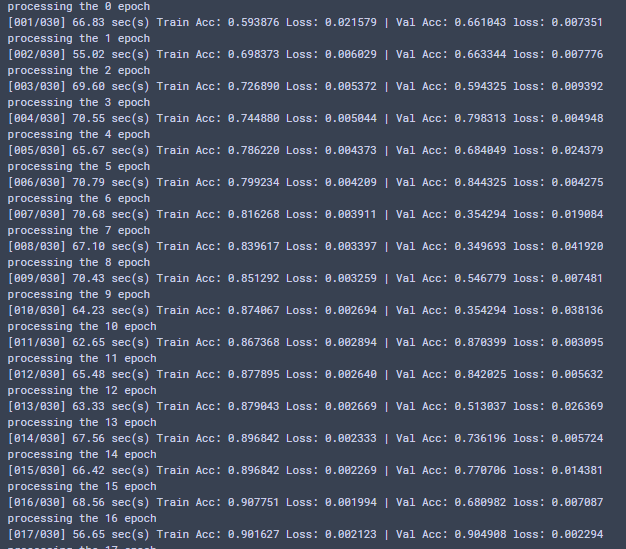 processing the 0 epoch
[001/030] 66.83 sec(s) Train Acc: 0.593876 Loss: 0.021579 | Val Acc: 0.661043 loss: 0.007351
processing the 1 epoch
[002/030] 55.02 sec(s) Train Acc: 0.698373 Loss: 0.006029 | Val Acc: 0.663344 loss: 0.007776
processing the 2 epoch
[003/030] 69.60 sec(s) Train Acc: 0.726890 Loss: 0.005372 | Val Acc: 0.594325 loss: 0.009392
processing the 3 epoch
[004/030] 70.55 sec(s) Train Acc: 0.744880 Loss: 0.005044 | Val Acc: 0.798313 loss: 0.004948
processing the 4 epoch
[005/030] 65.67 sec(s) Train Acc: 0.786220 Loss: 0.004373 | Val Acc: 0.684049 loss: 0.024379
processing the 5 epoch
[006/030] 70.79 sec(s) Train Acc: 0.799234 Loss: 0.004209 | Val Acc: 0.844325 loss: 0.004275
processing the 6 epoch
[007/030] 70.68 sec(s) Train Acc: 0.816268 Loss: 0.003911 | Val Acc: 0.354294 loss: 0.019084
processing the 7 epoch
[008/030] 67.10 sec(s) Train Acc: 0.839617 Loss: 0.003397 | Val Acc: 0.349693 loss: 0.041920
processing the 8 epoch
[009/030] 70.43 sec(s) Train Acc: 0.851292 Loss: 0.003259 | Val Acc: 0.546779 loss: 0.007481
processing the 9 epoch
[010/030] 64.23 sec(s) Train Acc: 0.874067 Loss: 0.002694 | Val Acc: 0.354294 loss: 0.038136
processing the 10 epoch
[011/030] 62.65 sec(s) Train Acc: 0.867368 Loss: 0.002894 | Val Acc: 0.870399 loss: 0.003095
processing the 11 epoch
[012/030] 65.48 sec(s) Train Acc: 0.877895 Loss: 0.002640 | Val Acc: 0.842025 loss: 0.005632
processing the 12 epoch
[013/030] 63.33 sec(s) Train Acc: 0.879043 Loss: 0.002669 | Val Acc: 0.513037 loss: 0.026369
processing the 13 epoch
[014/030] 67.56 sec(s) Train Acc: 0.896842 Loss: 0.002333 | Val Acc: 0.736196 loss: 0.005724
processing the 14 epoch
[015/030] 66.42 sec(s) Train Acc: 0.896842 Loss: 0.002269 | Val Acc: 0.770706 loss: 0.014381
processing the 15 epoch
[016/030] 68.56 sec(s) Train Acc: 0.907751 Loss: 0.001994 | Val Acc: 0.680982 loss: 0.007087
processing the 16 epoch
[017/030] 56.65 sec(s) Train Acc: 0.901627 Loss: 0.002123 | Val Acc: 0.904908 loss: 0.002294
processing the 17 epoch